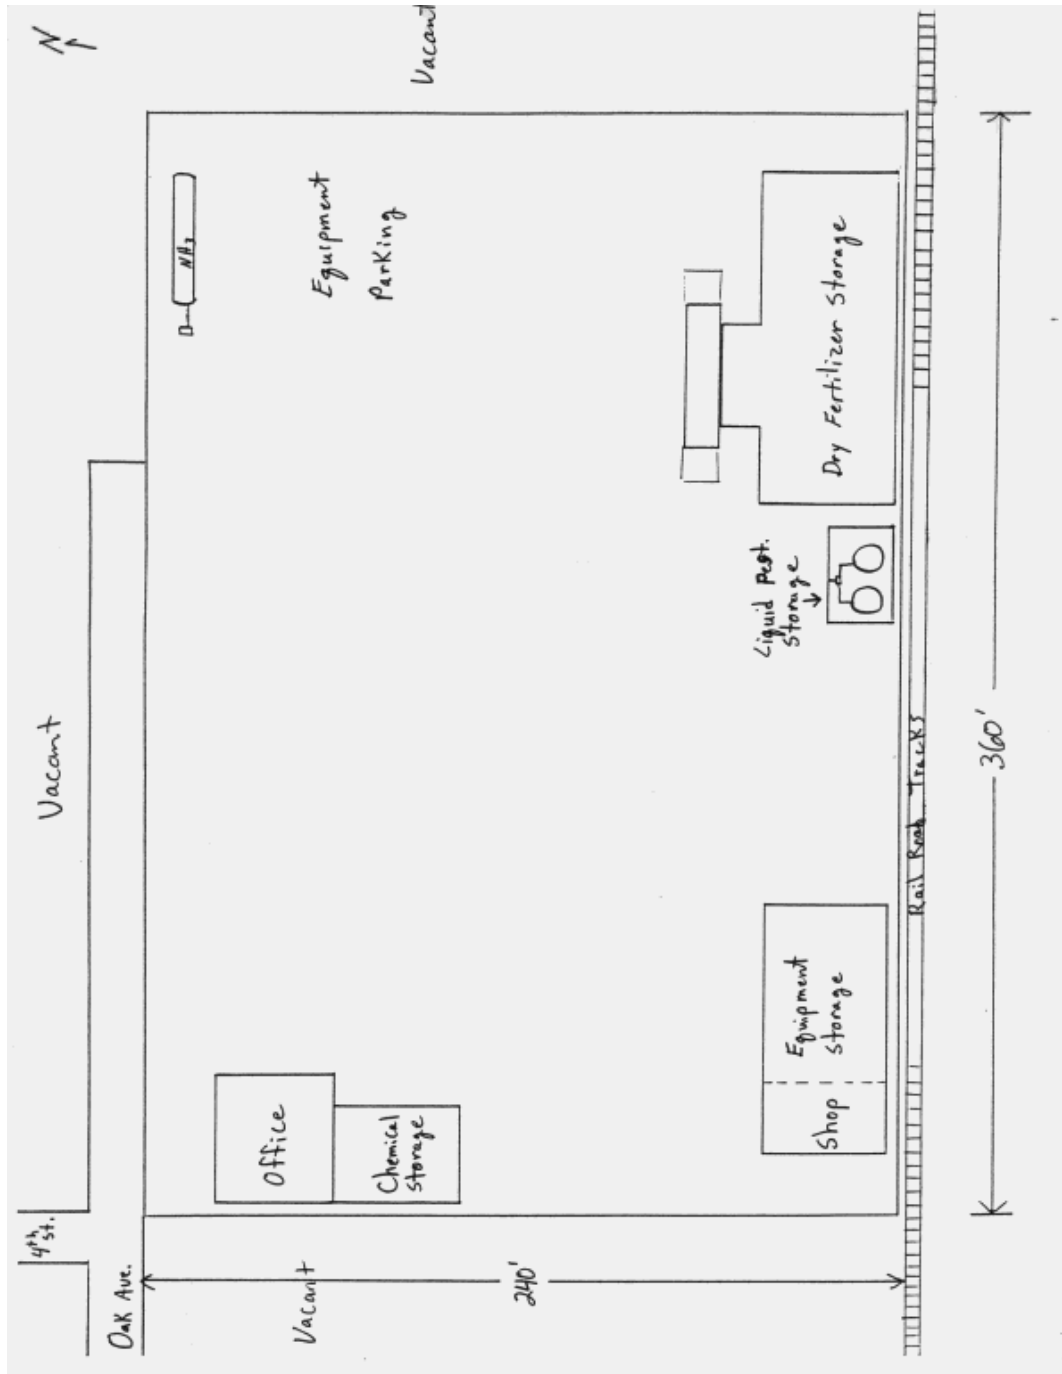 N
Vacant
NH₃
Equipment
Parking
Dry Fertilizer Storage
Liquid Pest.
Storage
Vacant
360'
Rail Road Tracks
Equipment
Storage
Shop
Office
Chemical
Storage
4th
St.
Oak Ave.
Vacant
240'